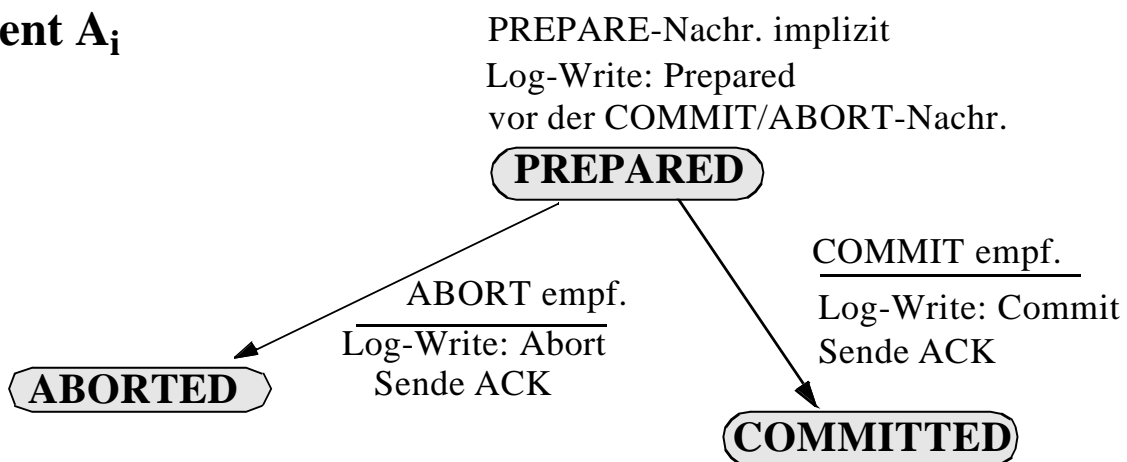 ent Ai
PREPARE-Nachr. implizit
Log-Write: Prepared
vor der COMMIT/ABORT-Nachr.
PREPARED
COMMIT empf.
Log-Write: Commit
Sende ACK
ABORT empf.
Log-Write: Abort
Sende ACK
ABORTED
COMMITTED